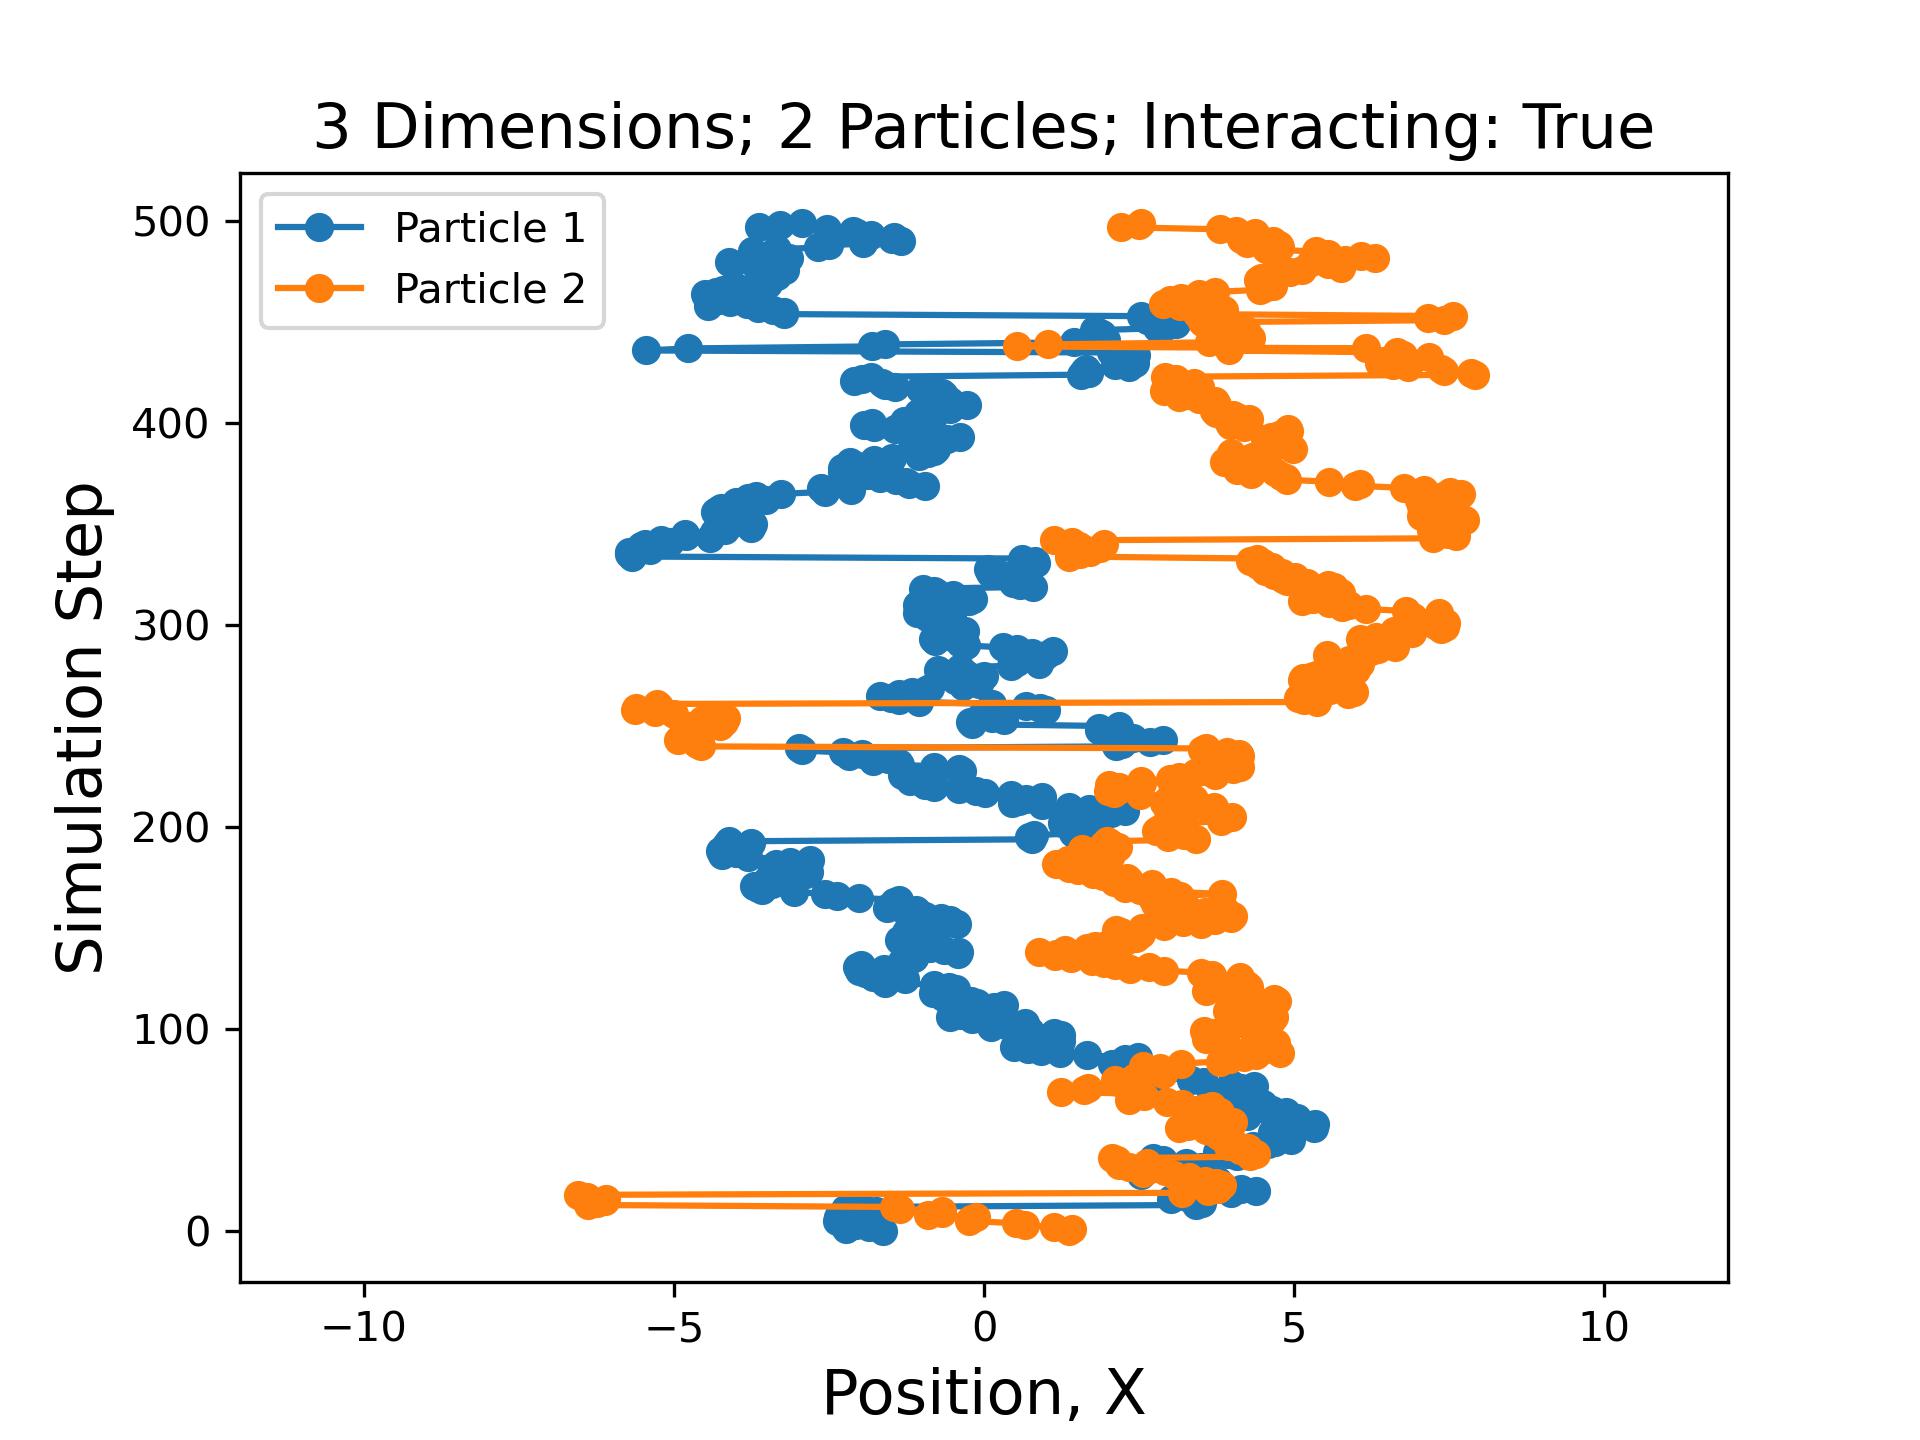 3 Dimensions; 2 Particles; Interacting: True
Particle 1
Particle 2
Simulation Step
500
400
300
200
100
0
−10
−5
0
5
10
Position, X